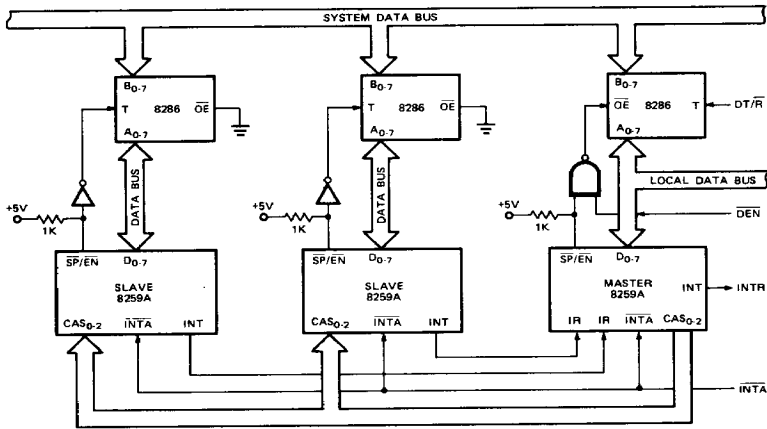 SYSTEM DATA BUS
B0-7
T 8286 OE
A0-7
B0-7
T 8286 OE
A0-7
B0-7
OE 8286 T
A0-7
DT/R
DATA BUS
DATA BUS
LOCAL DATA BUS
+5V
1K
+5V
1K
+5V
1K
DEN
SP/EN D0-7
SLAVE
8259A
CAS0-2 INTA INT
SP/EN D0-7
SLAVE
8259A
CAS0-2 INTA INT
SP/EN D0-7
MASTER
8259A
INT
IR IR INTA CAS0-2
INTR
INTA